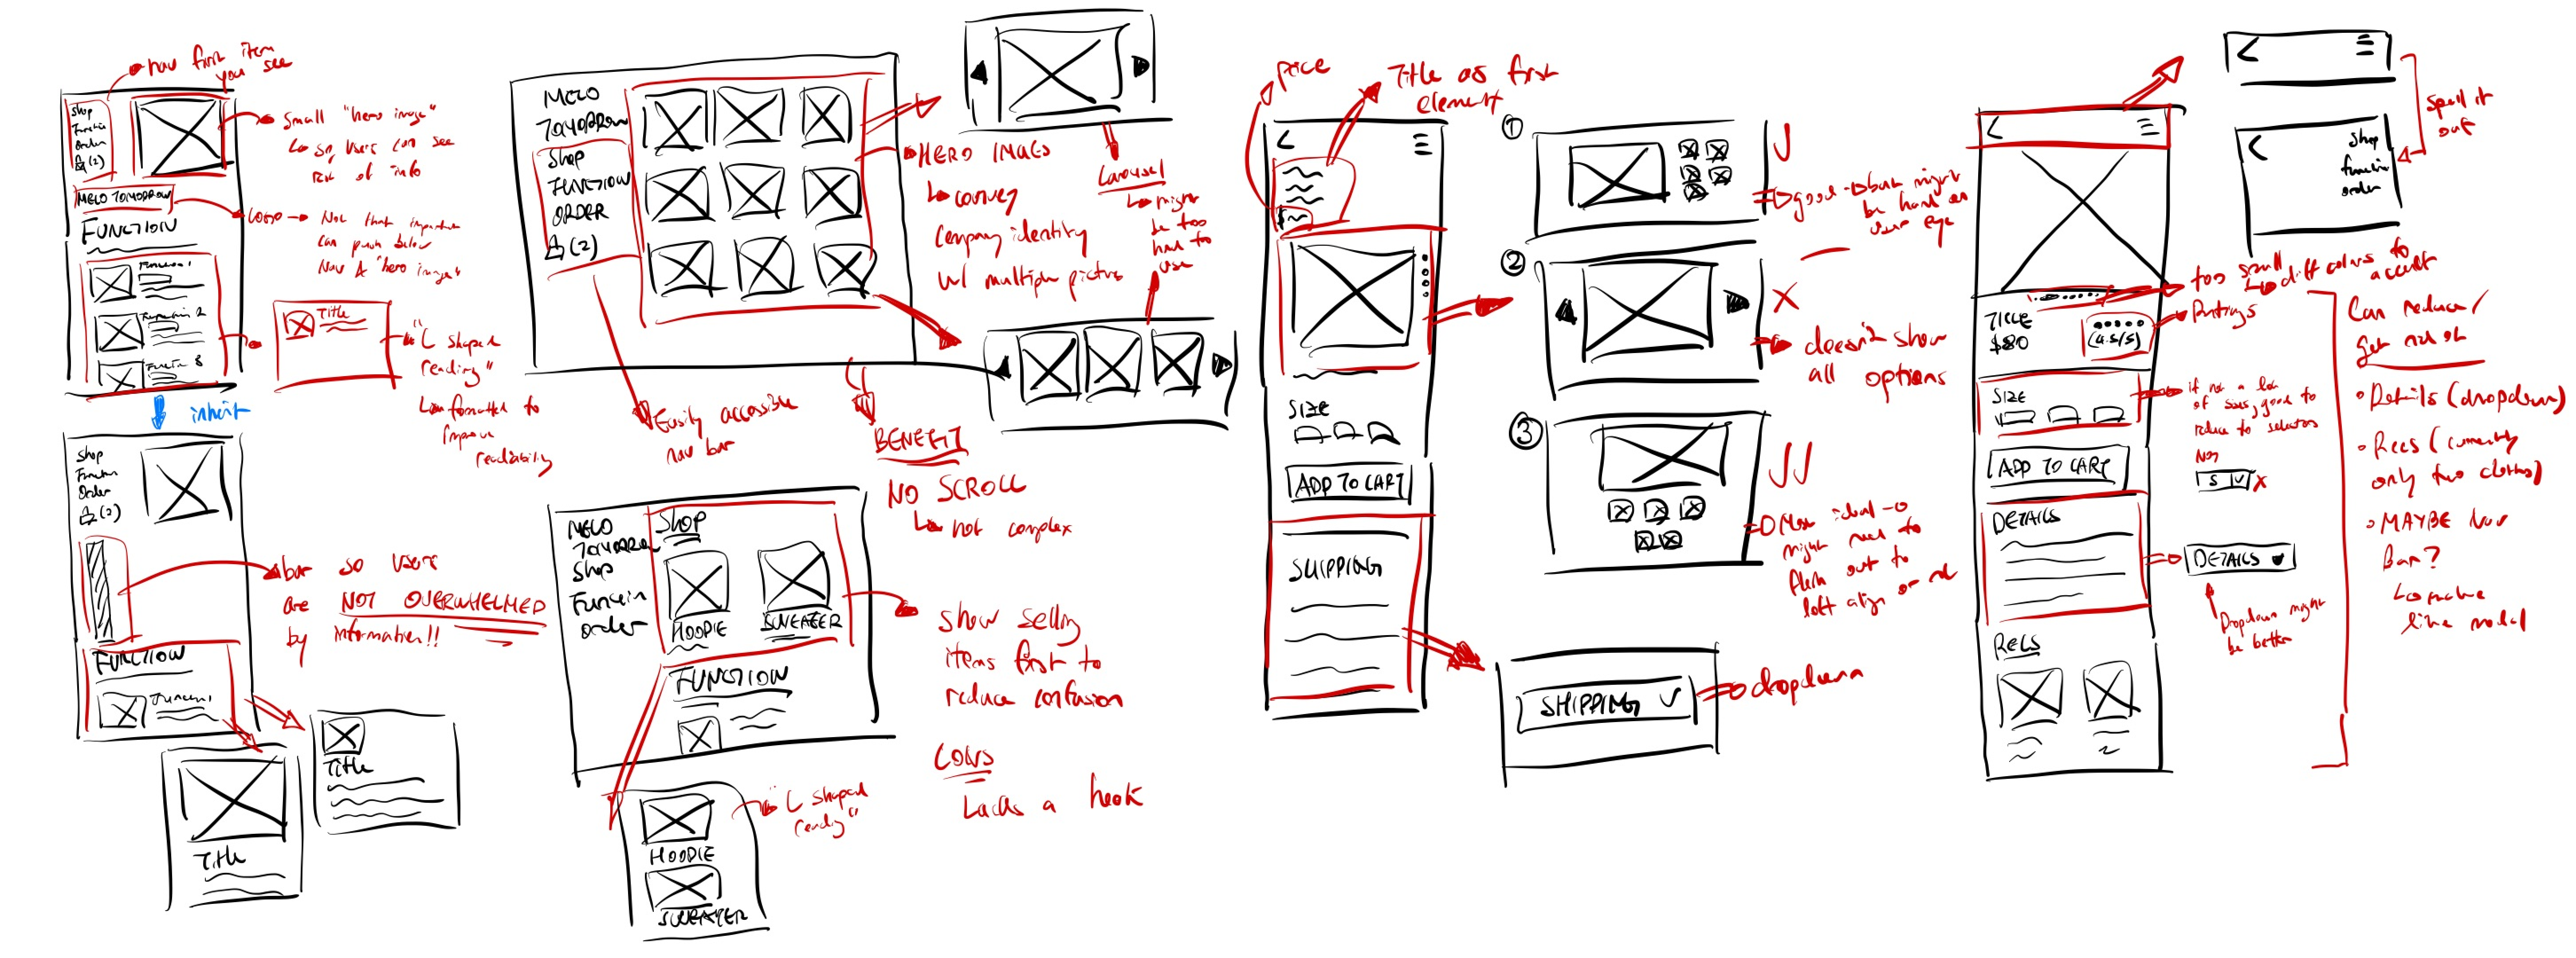 nav first item
you see
Shop
Function
Order
(2)
Small "hero image"
so users can see
rest of info
MELO TOMORROW
Logo
Not that important
can push below
Nav & "hero image"
FUNCTION
Function 1
Function 2
Function 3
Title
"L shaped
reading"
formatted to
improve
readability
inherit
Shop
Function
Order
(2)
bar so users
are NOT OVERWHELMED
by information!!
FUNCTION
Function 1
Title
Title
MELO
TOMORROW
Shop
FUNCTION
ORDER
(2)
HERO IMAGES
convey
Company identity
w/ multiple pictures
Carousel
might
be too
hard to
use
Easily accessible
nav bar
BENEFIT
NO SCROLL
not complex
MELO
TOMORROW
Shop
Function
Order
Shop
HOODIE
SWEATER
FUNCTION
show selling
items first to
reduce confusion
CONS
Lacks a hook
HOODIE
SWEATER
"L shaped
reading"
Price
Title as first
element
$
SIZE
ADD TO CART
SHIPPING
1
good but might
be hard on
user eye
2
X
doesn't show
all options
3
Most ideal
might need to
flesh out to
left align or not
SHIPPING
dropdown
Spell it
out
Shop
function
order
too small
diff colors to
accent
TITLE
$80
(4.5/5)
Ratings
SIZE
if not a lot
of sizes, good to
reduce to selectors
Not
S
X
ADD TO CART
DETAILS
DETAILS
Dropdown might
be better
RECS
Can reduce/
get rid of
• Details (dropdown)
• Recs (currently
only two clothes)
• MAYBE Nav
Bar?